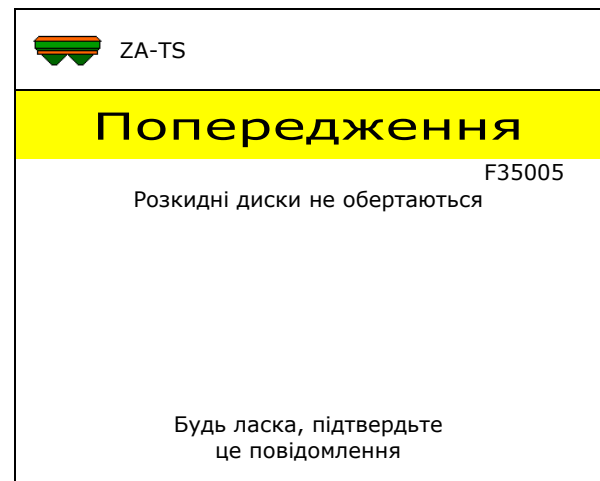 ZA-TS
Попередження
F35005
Розкидні диски не обертаються
Будь ласка, підтвердьте
це повідомлення